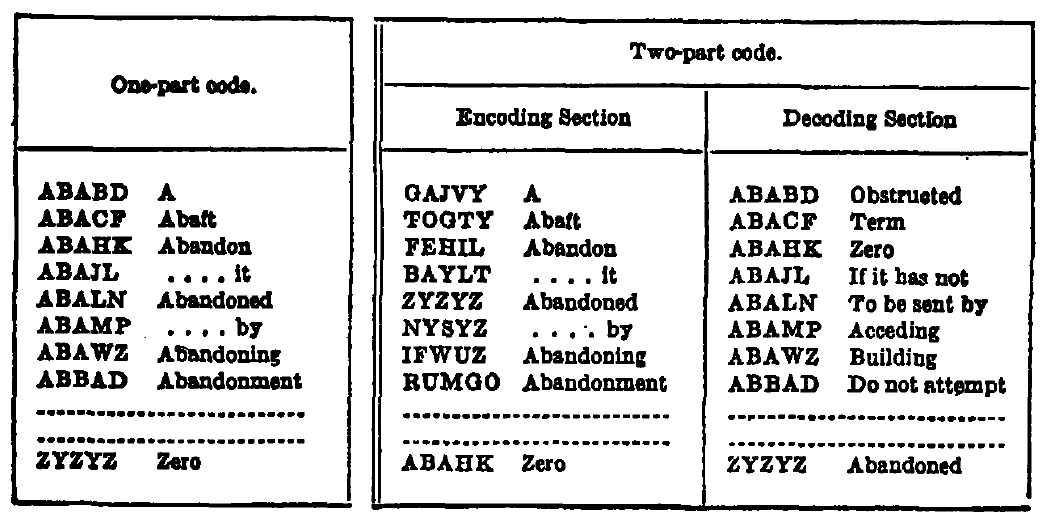 One-part code.
ABABD A
ABACF Abaft
ABAHK Abandon
ABAJL . . . . it
ABALN Abandoned
ABAMP . . . . by
ABAWZ Abandoning
ABBAD Abandonment
ZYZYZ Zero
Two-part code.
Encoding Section
GAJVY A
TOGTY Abaft
FEHIL Abandon
BAYLT . . . . it
ZYZYZ Abandoned
NYSYZ . . . . by
IFWUZ Abandoning
RUMGO Abandonment
ABAHK Zero
Decoding Section
ABABD Obstructed
ABACF Term
ABAHK Zero
ABAJL If it has not
ABALN To be sent by
ABAMP Acceding
ABAWZ Building
ABBAD Do not attempt
ZYZYZ Abandoned